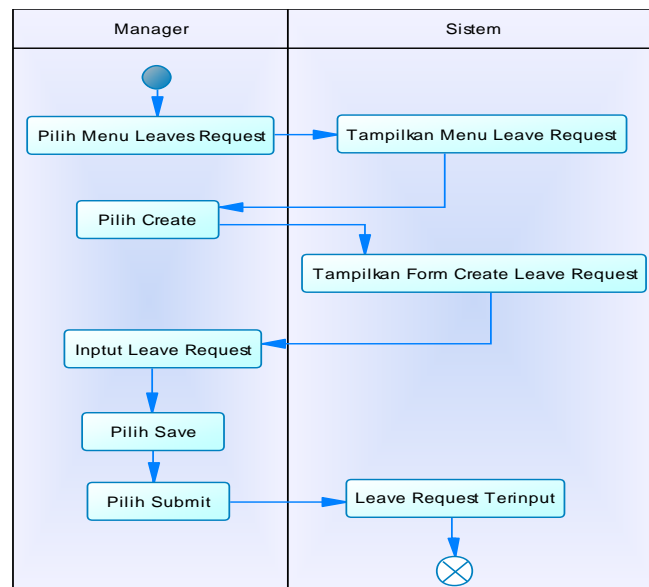 Manager
Sistem
Pilih Menu Leaves Request
Tampilkan Menu Leave Request
Pilih Create
Tampilkan Form Create Leave Request
Inptut Leave Request
Pilih Save
Pilih Submit
Leave Request Terinput